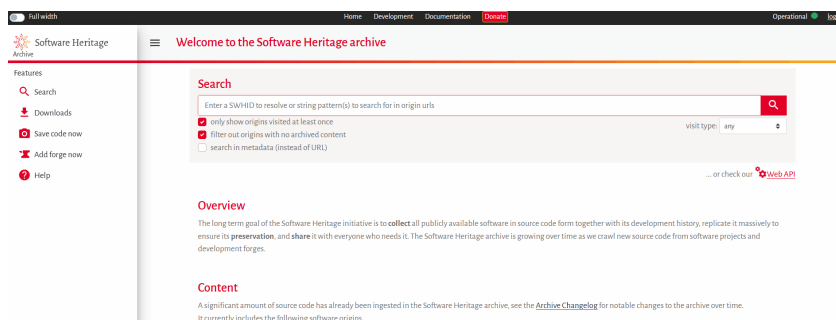 Full width
Home Development Documentation Donate
Operational
Software Heritage
Archive
Welcome to the Software Heritage archive
Features
Search
Downloads
Save code now
Add forge now
Help
Search
Enter a SWHID to resolve or string pattern(s) to search for in origin urls
only show origins visited at least once
filter out origins with no archived content
search in metadata (instead of URL)
visit type: any
... or check our Web API
Overview
The long term goal of the Software Heritage initiative is to collect all publicly available software in source code form together with its development history, replicate it massively to
ensure its preservation, and share it with everyone who needs it. The Software Heritage archive is growing over time as we crawl new source code from software projects and
development forges.
Content
A significant amount of source code has already been ingested in the Software Heritage archive, see the Archive Changelog for notable changes to the archive over time.
It currently includes the following software origins